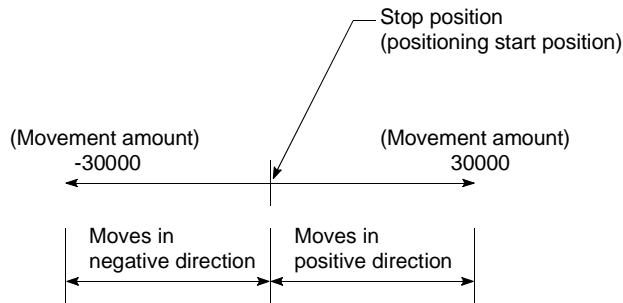 Stop position
(positioning start position)
(Movement amount)
-30000
(Movement amount)
30000
Moves in
negative direction
Moves in
positive direction